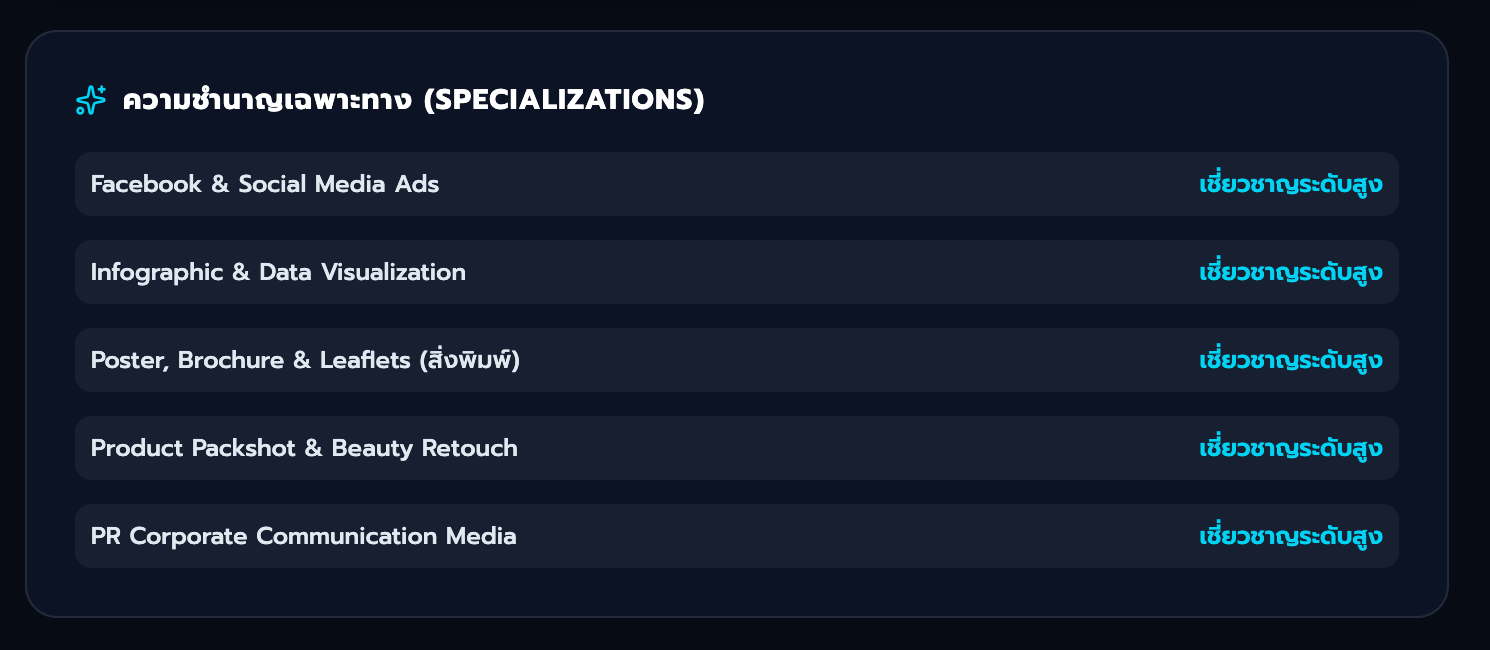 ความชำนาญเฉพาะทาง (SPECIALIZATIONS)
Facebook & Social Media Ads เชี่ยวชาญระดับสูง
Infographic & Data Visualization เชี่ยวชาญระดับสูง
Poster, Brochure & Leaflets (สิ่งพิมพ์) เชี่ยวชาญระดับสูง
Product Packshot & Beauty Retouch เชี่ยวชาญระดับสูง
PR Corporate Communication Media เชี่ยวชาญระดับสูง